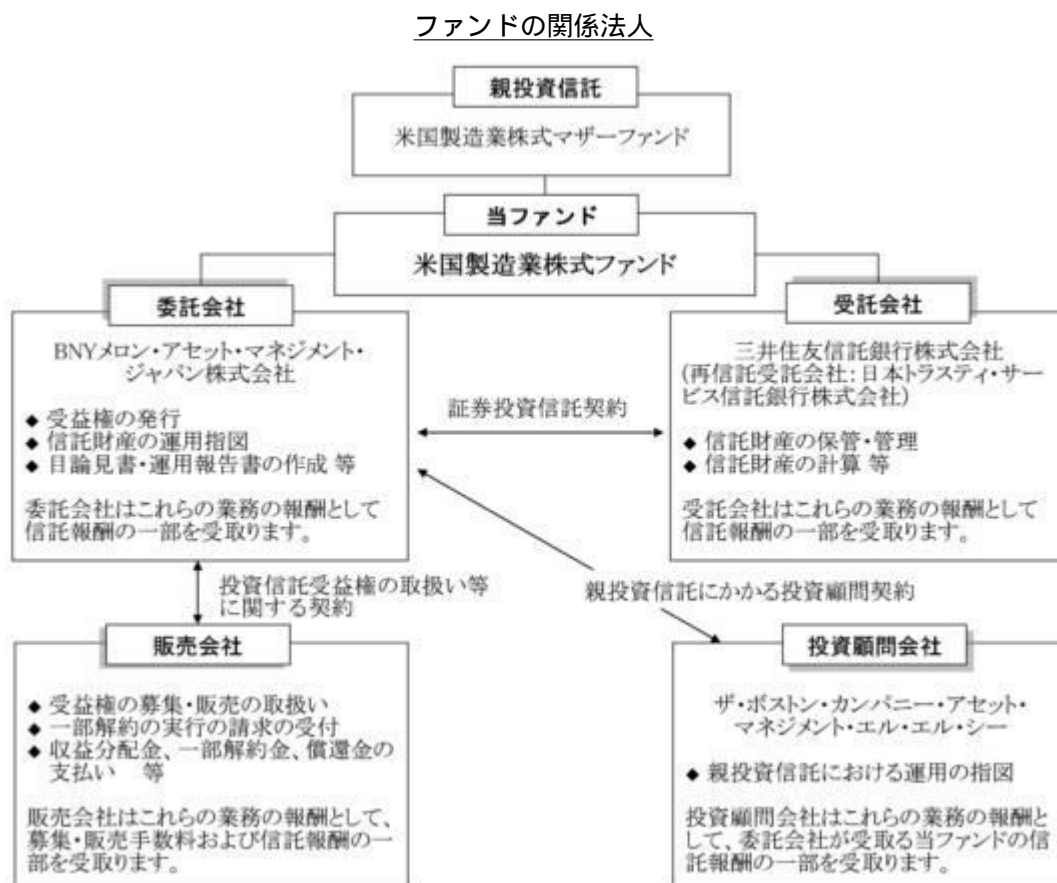 ファンドの関係法人
親投資信託
米国製造業株式マザーファンド
当ファンド
米国製造業株式ファンド
委託会社
BNYメロン・アセット・マネジメント・
ジャパン株式会社
◆ 受益権の発行
◆ 信託財産の運用指図
◆ 目論見書・運用報告書の作成 等
委託会社はこれらの業務の報酬として
信託報酬の一部を受取ります。
証券投資信託契約
受託会社
三井住友信託銀行株式会社
(再信託受託会社:日本トラスティ・サー
ビス信託銀行株式会社)
◆ 信託財産の保管・管理
◆ 信託財産の計算 等
受託会社はこれらの業務の報酬として
信託報酬の一部を受取ります。
投資信託受益権の取扱い等
に関する契約
親投資信託にかかる投資顧問契約
販売会社
◆ 受益権の募集・販売の取扱い
◆ 一部解約の実行の請求の受付
◆ 収益分配金、一部解約金、償還金の
支払い 等
販売会社はこれらの業務の報酬として、
募集・販売手数料および信託報酬の一
部を受取ります。
投資顧問会社
ザ・ボストン・カンパニー・アセット・
マネジメント・エル・エル・シー
◆ 親投資信託における運用の指図
投資顧問会社はこれらの業務の報酬と
して、委託会社が受取る当ファンドの信
託報酬の一部を受取ります。